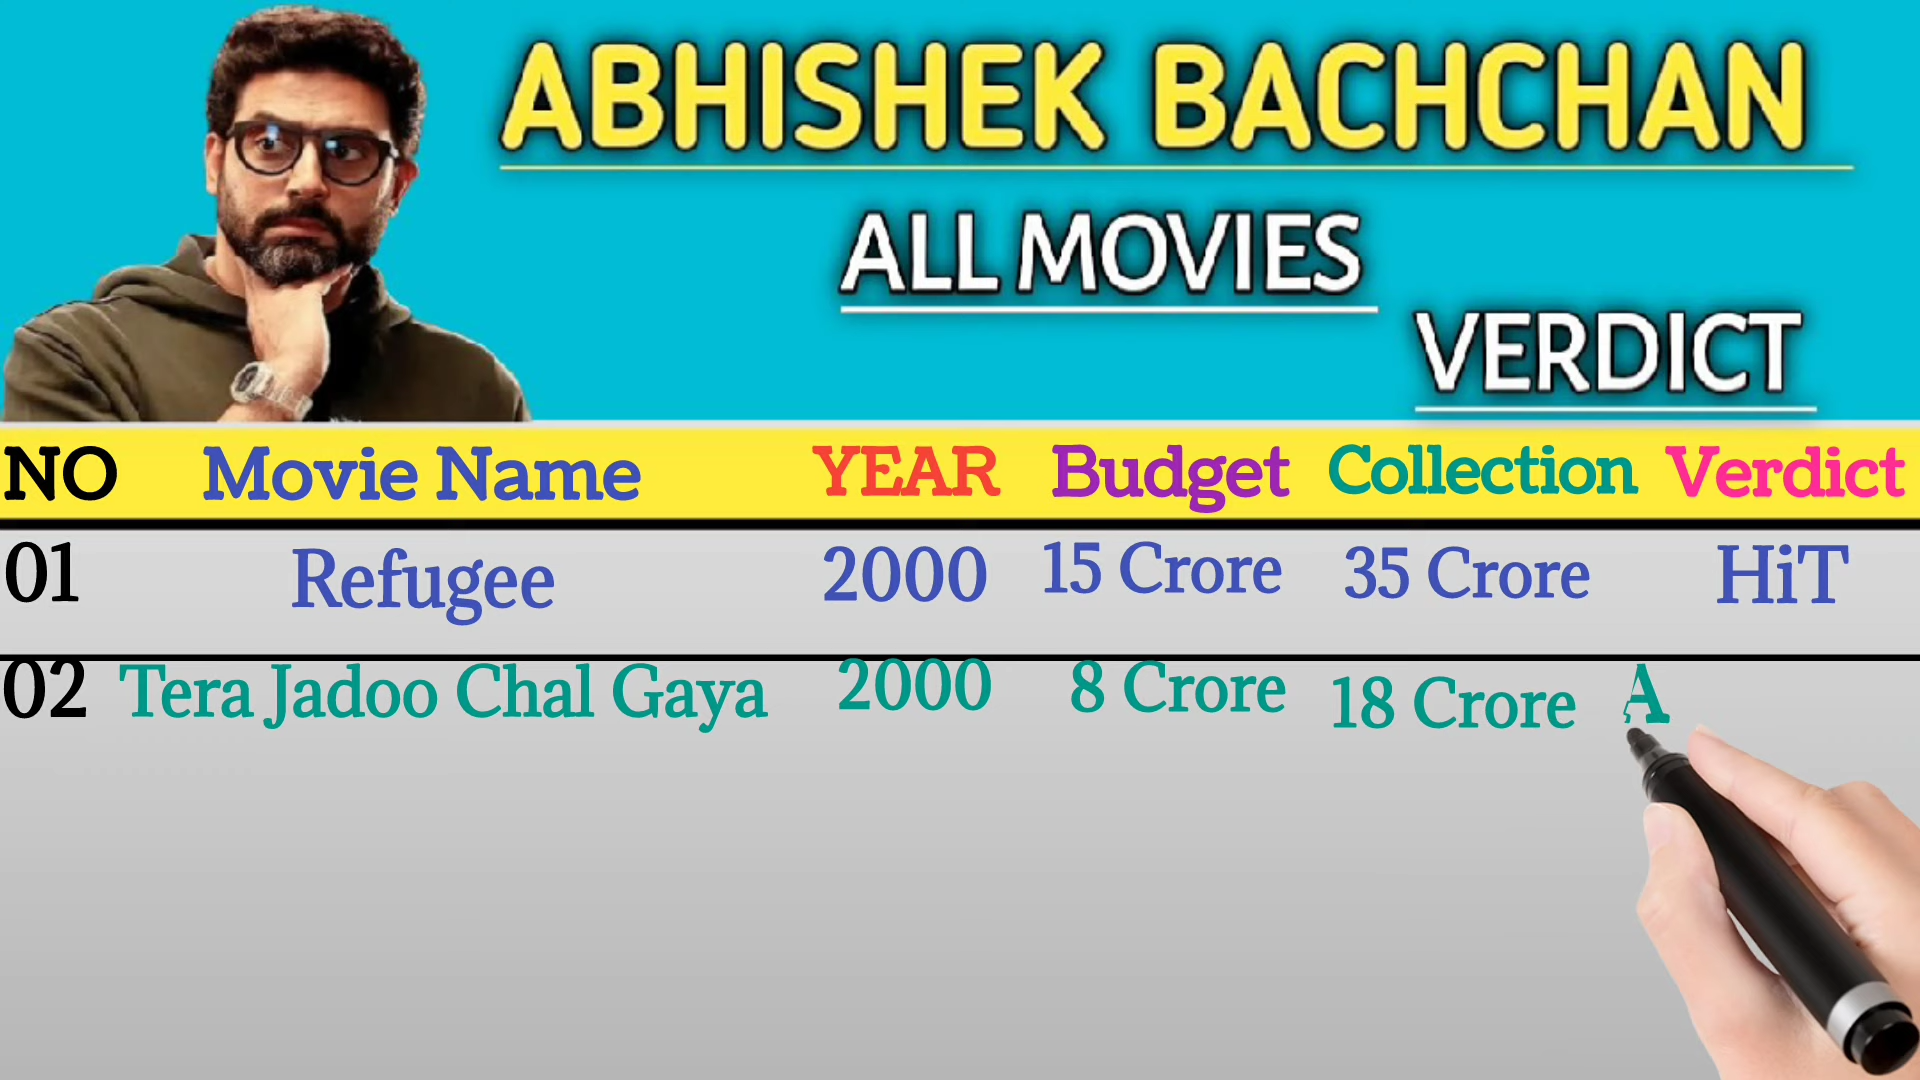 ABHISHEK BACHCHAN
ALL MOVIES
VERDICT
NO Movie Name YEAR Budget Collection Verdict
01 Refugee 2000 15 Crore 35 Crore HiT
02 Tera Jadoo Chal Gaya 2000 8 Crore 18 Crore A